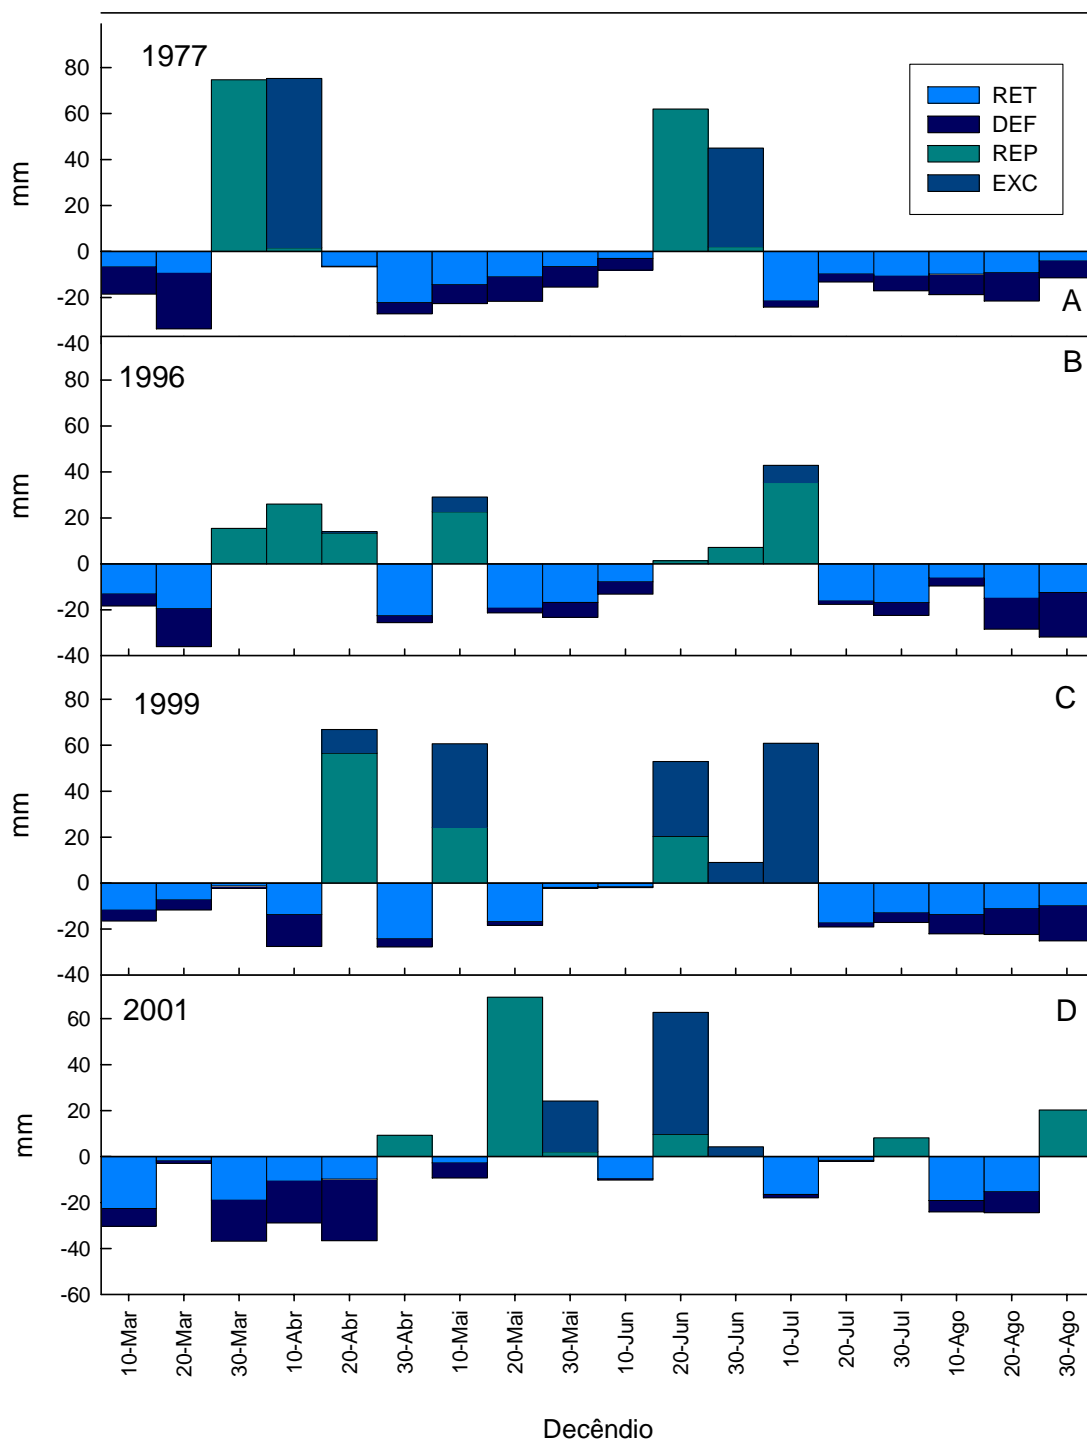 1977
80
60
40
20
0
-20
-40
mm
RET
DEF
REP
EXC
A
1996
B
80
60
40
20
0
-20
-40
mm
1999
C
80
60
40
20
0
-20
-40
mm
2001
D
60
40
20
0
-20
-40
-60
mm
10-Mar
20-Mar
30-Mar
10-Abr
20-Abr
30-Abr
10-Mai
20-Mai
30-Mai
10-Jun
20-Jun
30-Jun
10-Jul
20-Jul
30-Jul
10-Ago
20-Ago
30-Ago
Decêndio